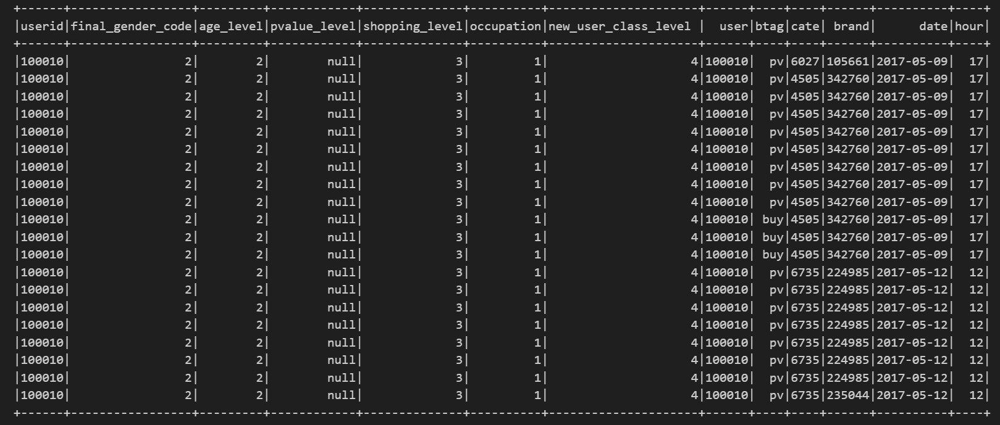 +------+-----------------+---------+------------+--------------+----------+---------------------+------+----+----+------+----------+----+
|userid|final_gender_code|age_level|pvalue_level|shopping_level|occupation|new_user_class_level |  user|btag|cate| brand|      date|hour|
+------+-----------------+---------+------------+--------------+----------+---------------------+------+----+----+------+----------+----+
|100010|                2|        2|        null|             3|         1|                    4|100010|  pv|6027|105661|2017-05-09|  17|
|100010|                2|        2|        null|             3|         1|                    4|100010|  pv|4505|342760|2017-05-09|  17|
|100010|                2|        2|        null|             3|         1|                    4|100010|  pv|4505|342760|2017-05-09|  17|
|100010|                2|        2|        null|             3|         1|                    4|100010|  pv|4505|342760|2017-05-09|  17|
|100010|                2|        2|        null|             3|         1|                    4|100010|  pv|4505|342760|2017-05-09|  17|
|100010|                2|        2|        null|             3|         1|                    4|100010|  pv|4505|342760|2017-05-09|  17|
|100010|                2|        2|        null|             3|         1|                    4|100010|  pv|4505|342760|2017-05-09|  17|
|100010|                2|        2|        null|             3|         1|                    4|100010|  pv|4505|342760|2017-05-09|  17|
|100010|                2|        2|        null|             3|         1|                    4|100010|  pv|4505|342760|2017-05-09|  17|
|100010|                2|        2|        null|             3|         1|                    4|100010| buy|4505|342760|2017-05-09|  17|
|100010|                2|        2|        null|             3|         1|                    4|100010| buy|4505|342760|2017-05-09|  17|
|100010|                2|        2|        null|             3|         1|                    4|100010| buy|4505|342760|2017-05-09|  17|
|100010|                2|        2|        null|             3|         1|                    4|100010|  pv|6735|224985|2017-05-12|  12|
|100010|                2|        2|        null|             3|         1|                    4|100010|  pv|6735|224985|2017-05-12|  12|
|100010|                2|        2|        null|             3|         1|                    4|100010|  pv|6735|224985|2017-05-12|  12|
|100010|                2|        2|        null|             3|         1|                    4|100010|  pv|6735|224985|2017-05-12|  12|
|100010|                2|        2|        null|             3|         1|                    4|100010|  pv|6735|224985|2017-05-12|  12|
|100010|                2|        2|        null|             3|         1|                    4|100010|  pv|6735|224985|2017-05-12|  12|
|100010|                2|        2|        null|             3|         1|                    4|100010|  pv|6735|224985|2017-05-12|  12|
|100010|                2|        2|        null|             3|         1|                    4|100010|  pv|6735|235044|2017-05-12|  12|
+------+-----------------+---------+------------+--------------+----------+---------------------+------+----+----+------+----------+----+